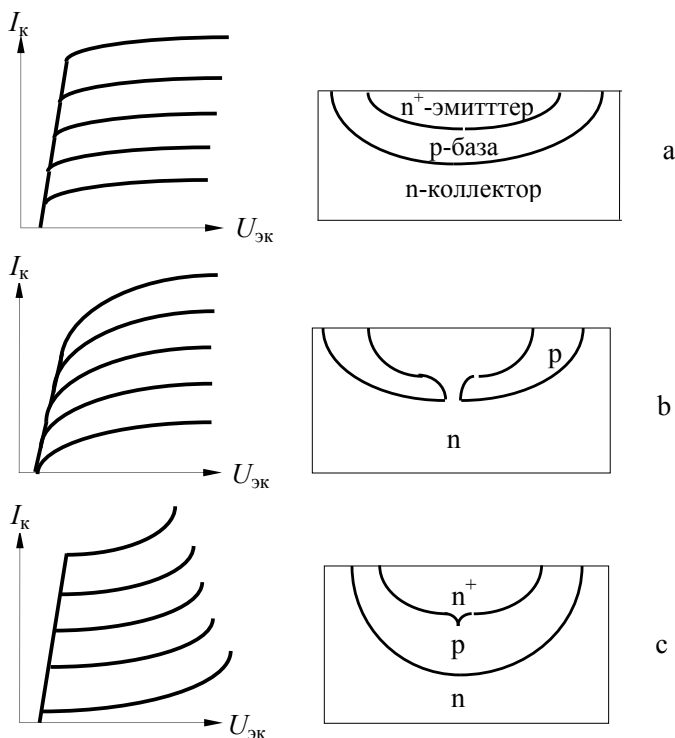 Iк
n+-эмитттер
p-база
n-коллектор
a
Uэк
Iк
p
n
b
Uэк
Iк
n+
p
n
c
Uэк